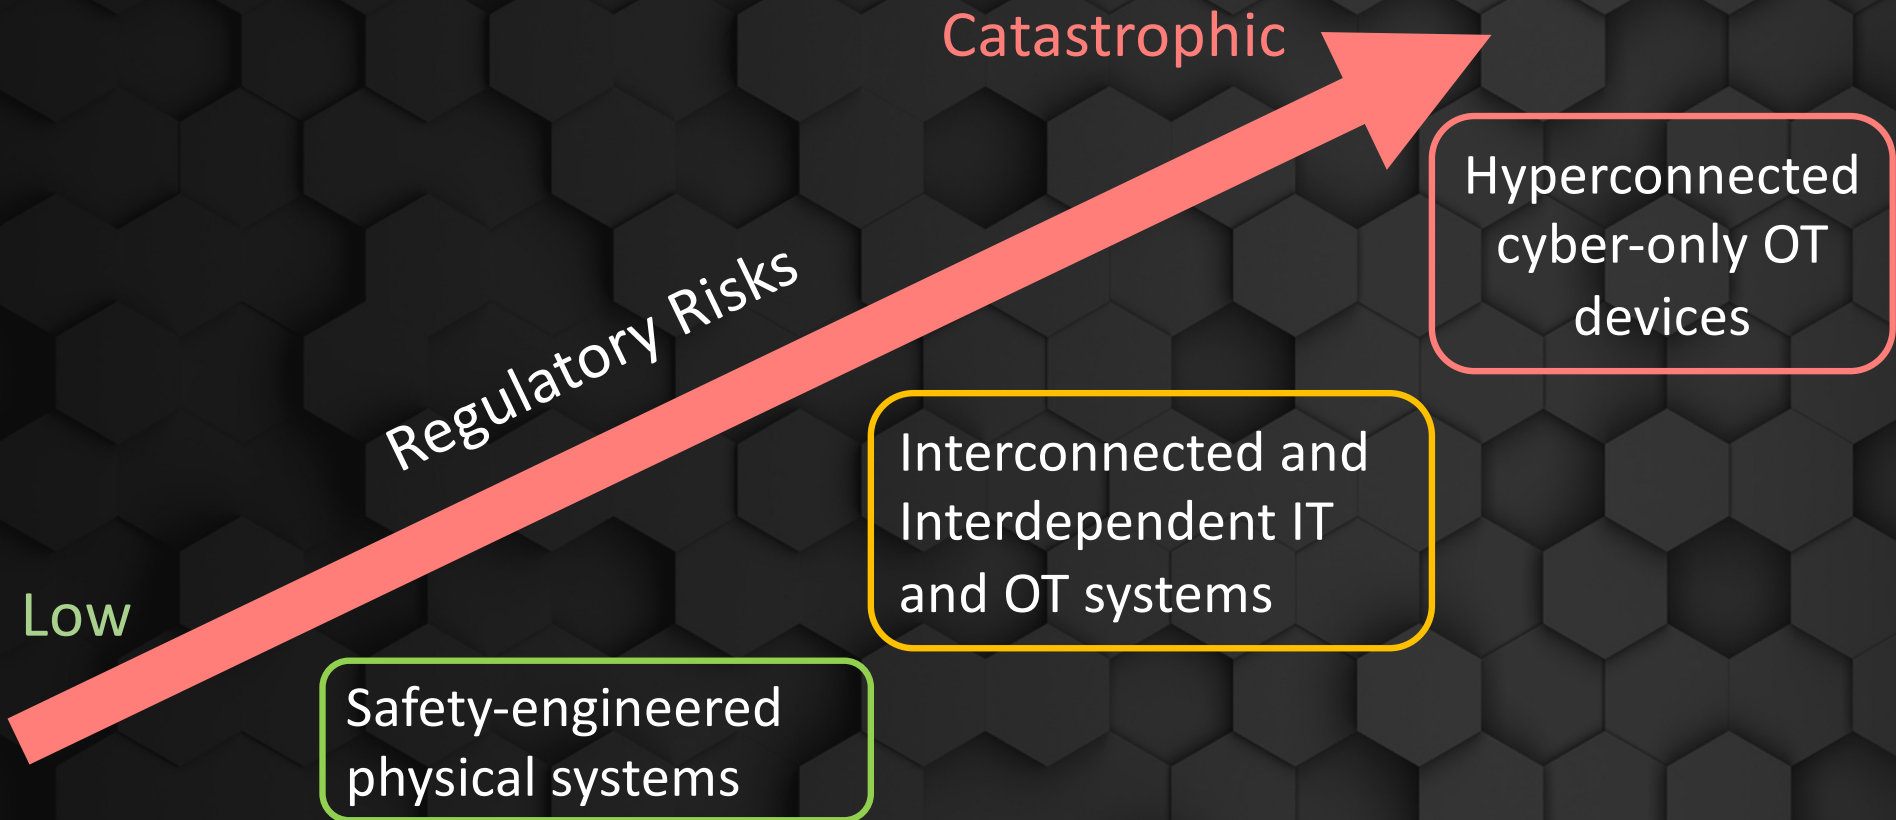 Catastrophic
Hyperconnected
cyber-only OT
devices
Regulatory Risks
Interconnected and
Interdependent IT
and OT systems
Low
Safety-engineered
physical systems